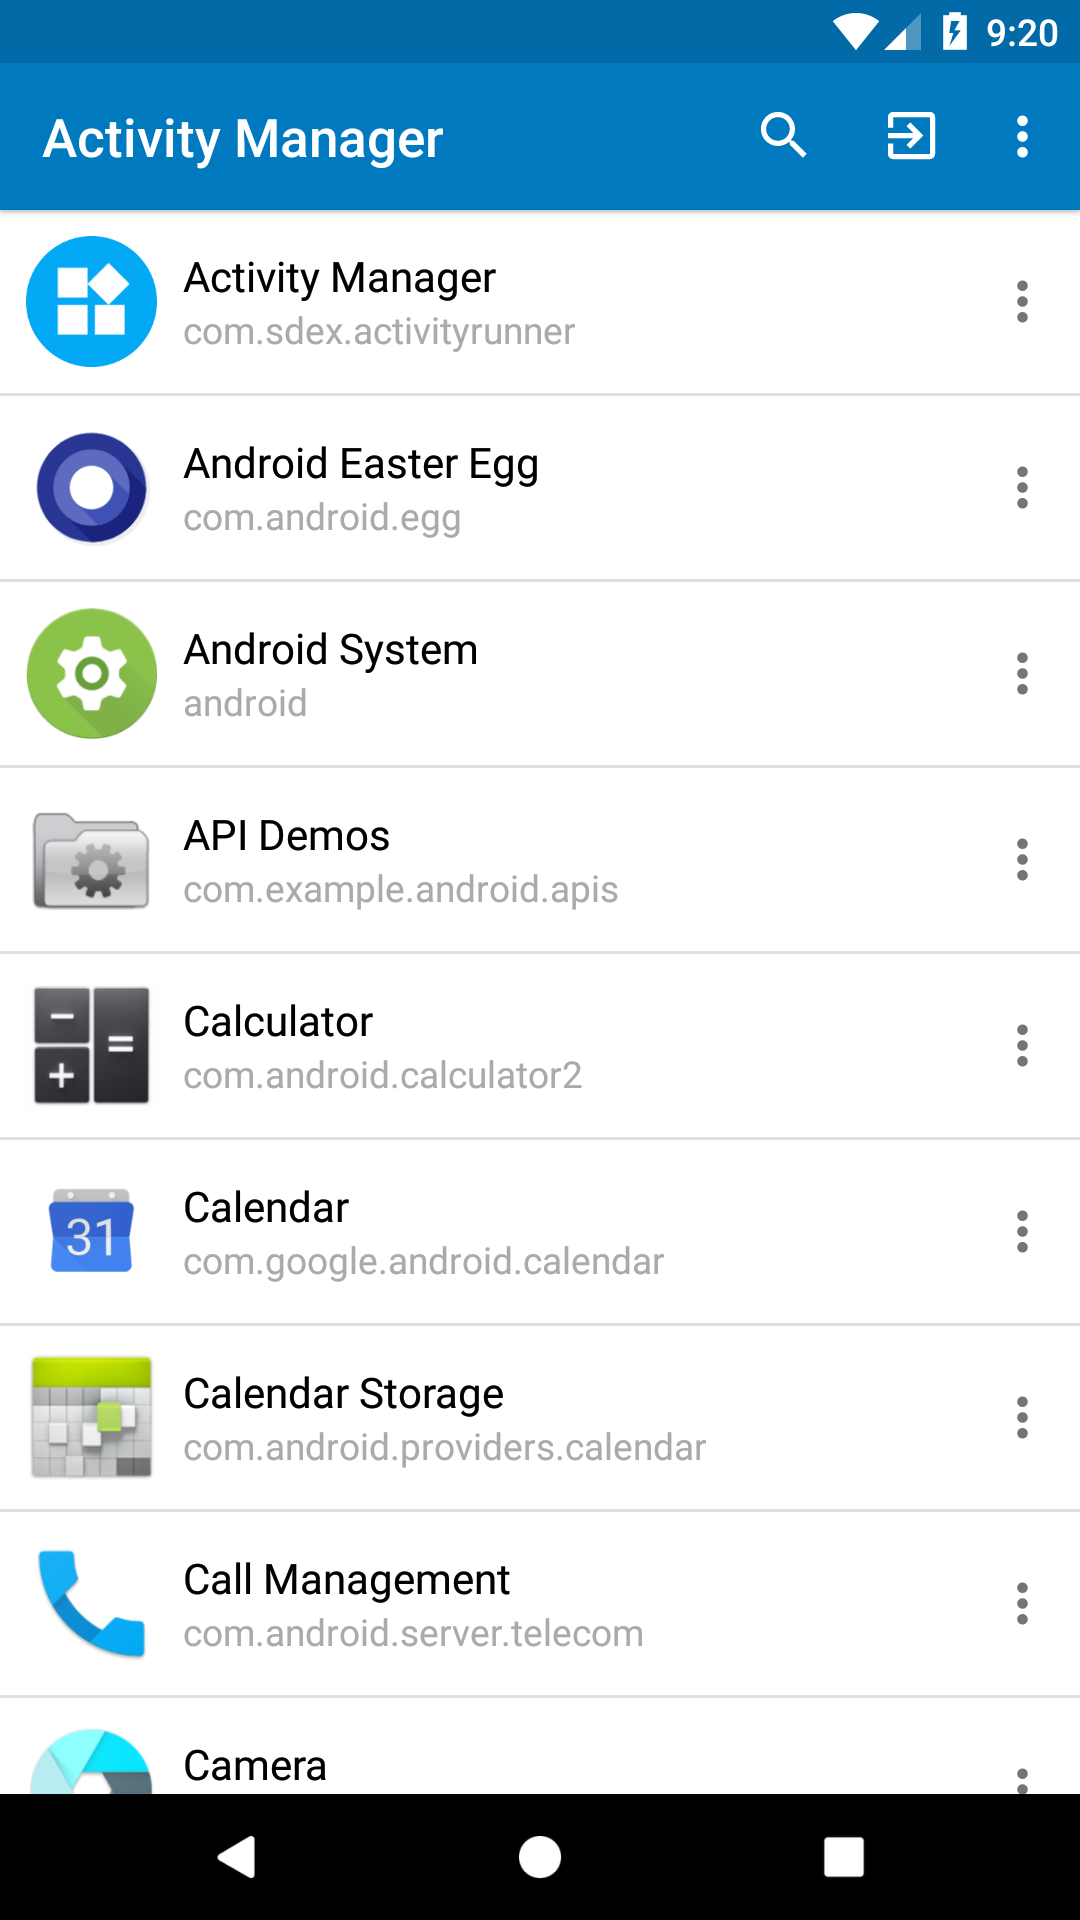 9:20
Activity Manager
Activity Manager
com.sdex.activityrunner
Android Easter Egg
com.android.egg
Android System
android
API Demos
com.example.android.apis
Calculator
com.android.calculator2
31
Calendar
com.google.android.calendar
Calendar Storage
com.android.providers.calendar
Call Management
com.android.server.telecom
Camera